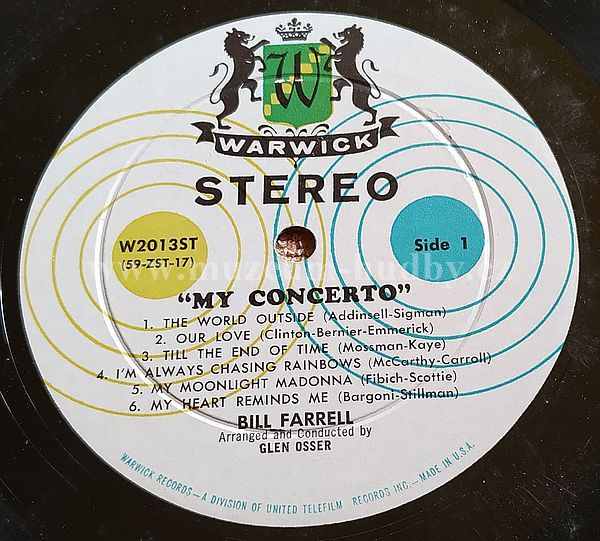 W
WARWICK
STEREO
W2013ST
(59-ZST-17)
Side 1
"MY CONCERTO"
1. THE WORLD OUTSIDE (Addinsell-Sigman)
2. OUR LOVE (Clinton-Bernier-Emmerick)
3. TILL THE END OF TIME (Mossman-Kaye)
4. I'M ALWAYS CHASING RAINBOWS (McCarthy-Carroll)
5. MY MOONLIGHT MADONNA (Fibich-Scottie)
6. MY HEART REMINDS ME (Bargoni-Stillman)
BILL FARRELL
Arranged and Conducted by
GLEN OSSER
WARWICK RECORDS—A DIVISION OF UNITED TELEFILM RECORDS INC.—MADE IN U.S.A.